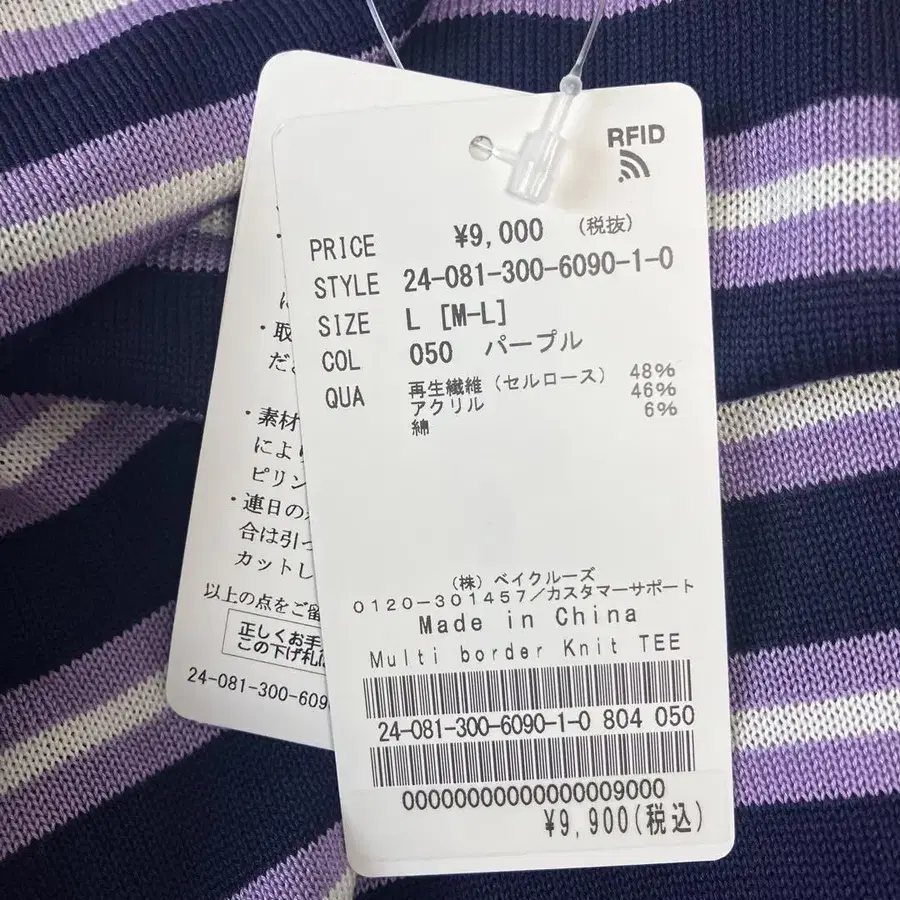 RFID
PRICE ¥9,000 (税抜)
STYLE 24-081-300-6090-1-0
SIZE L [M-L]
COL 050 パープル
QUA 再生繊維(セルロース) 48%
アクリル 46%
綿 6%
(株)ベイクルーズ
0120-301457/カスタマーサポート
Made in China
Multi border Knit TEE
24-081-300-6090-1-0 804 050
00000000000000009000
¥9,900(税込)
・取
・素材
により
ピリン
・連日の
合は引っ
カットし
以上の点をご留
正しくお手
この下げ札は
24-081-300-609